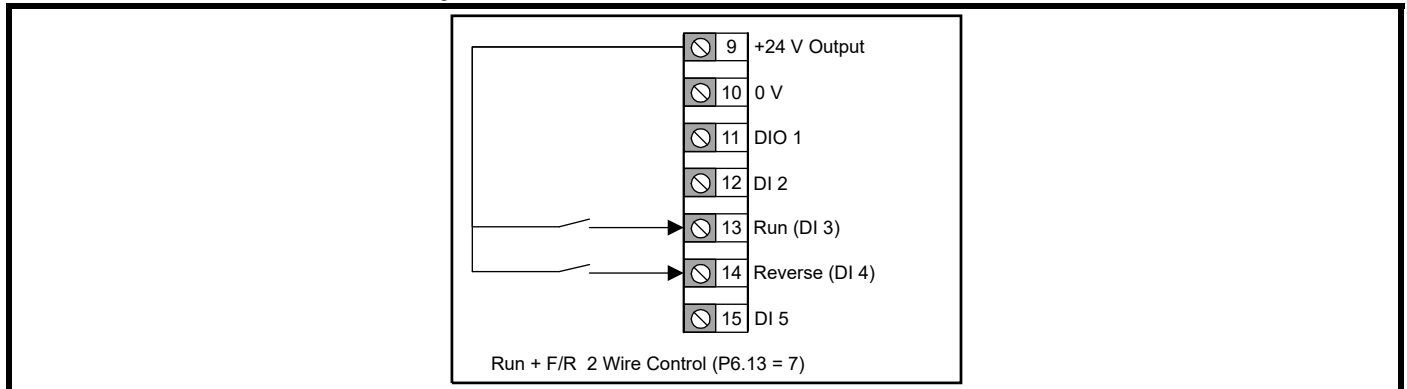 9 +24 V Output
10 0 V
11 DIO 1
12 DI 2
13 Run (DI 3)
14 Reverse (DI 4)
15 DI 5
Run + F/R 2 Wire Control (P6.13 = 7)